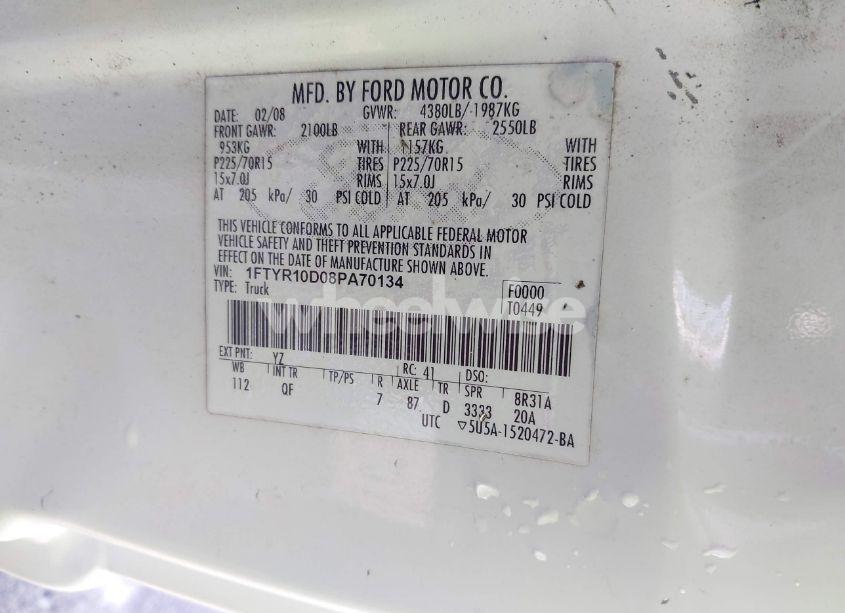 MFD. BY FORD MOTOR CO.
DATE: 02/08 GVWR: 4380LB/ 1987KG
FRONT GAWR: 2100LB REAR GAWR: 2550LB
953KG WITH 1157KG WITH
P225/70R15 TIRES P225/70R15 TIRES
15x7.0J RIMS 15x7.0J RIMS
AT 205 kPa/ 30 PSI COLD AT 205 kPa/ 30 PSI COLD
THIS VEHICLE CONFORMS TO ALL APPLICABLE FEDERAL MOTOR
VEHICLE SAFETY AND THEFT PREVENTION STANDARDS IN
EFFECT ON THE DATE OF MANUFACTURE SHOWN ABOVE.
VIN: 1FTYR10D08PA70134
TYPE: Truck
F0000
T0449
wheelwise
EXT PNT: YZ RC: 41 DSO:
WB INT TR TP/PS R AXLE TR SPR 8R31A
112 QF 7 87 D 3333 20A
UTC ▽5U5A-1520472-BA